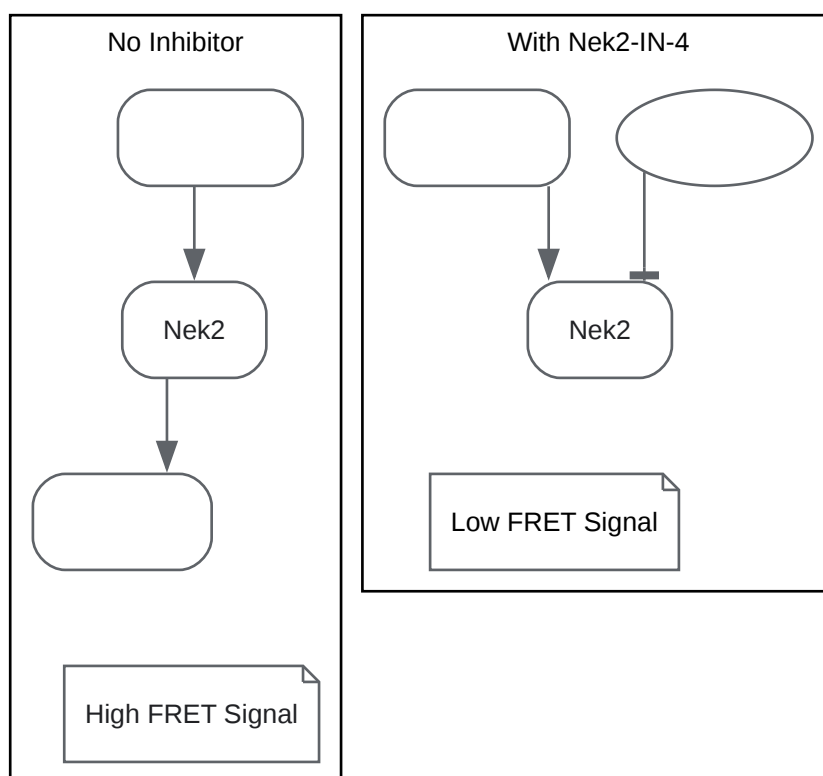 No Inhibitor
Nek2
High FRET Signal
With Nek2-IN-4
Nek2
Low FRET Signal